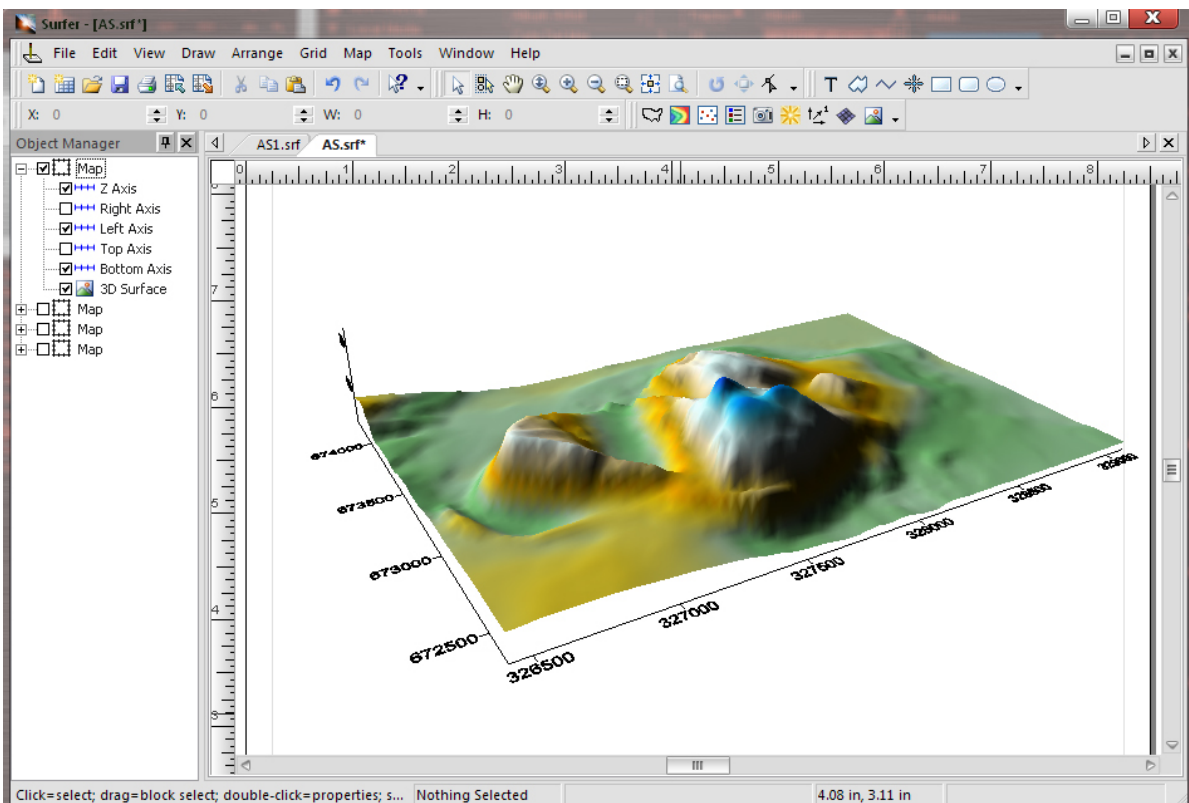 Surfer - [AS.srf*]
File Edit View Draw Arrange Grid Map Tools Window Help
X: 0 Y: 0 W: 0 H: 0
Object Manager
AS1.srf AS.srf*
Map
Z Axis
Right Axis
Left Axis
Top Axis
Bottom Axis
3D Surface
Map
Map
Map
0 1 2 3 4 5 6 7 8
7
6
5
4
3
674000
673500
673000
672500
326500
327000
327500
328000
328500
Click=select; drag=block select; double-click=properties; s... Nothing Selected 4.08 in, 3.11 in